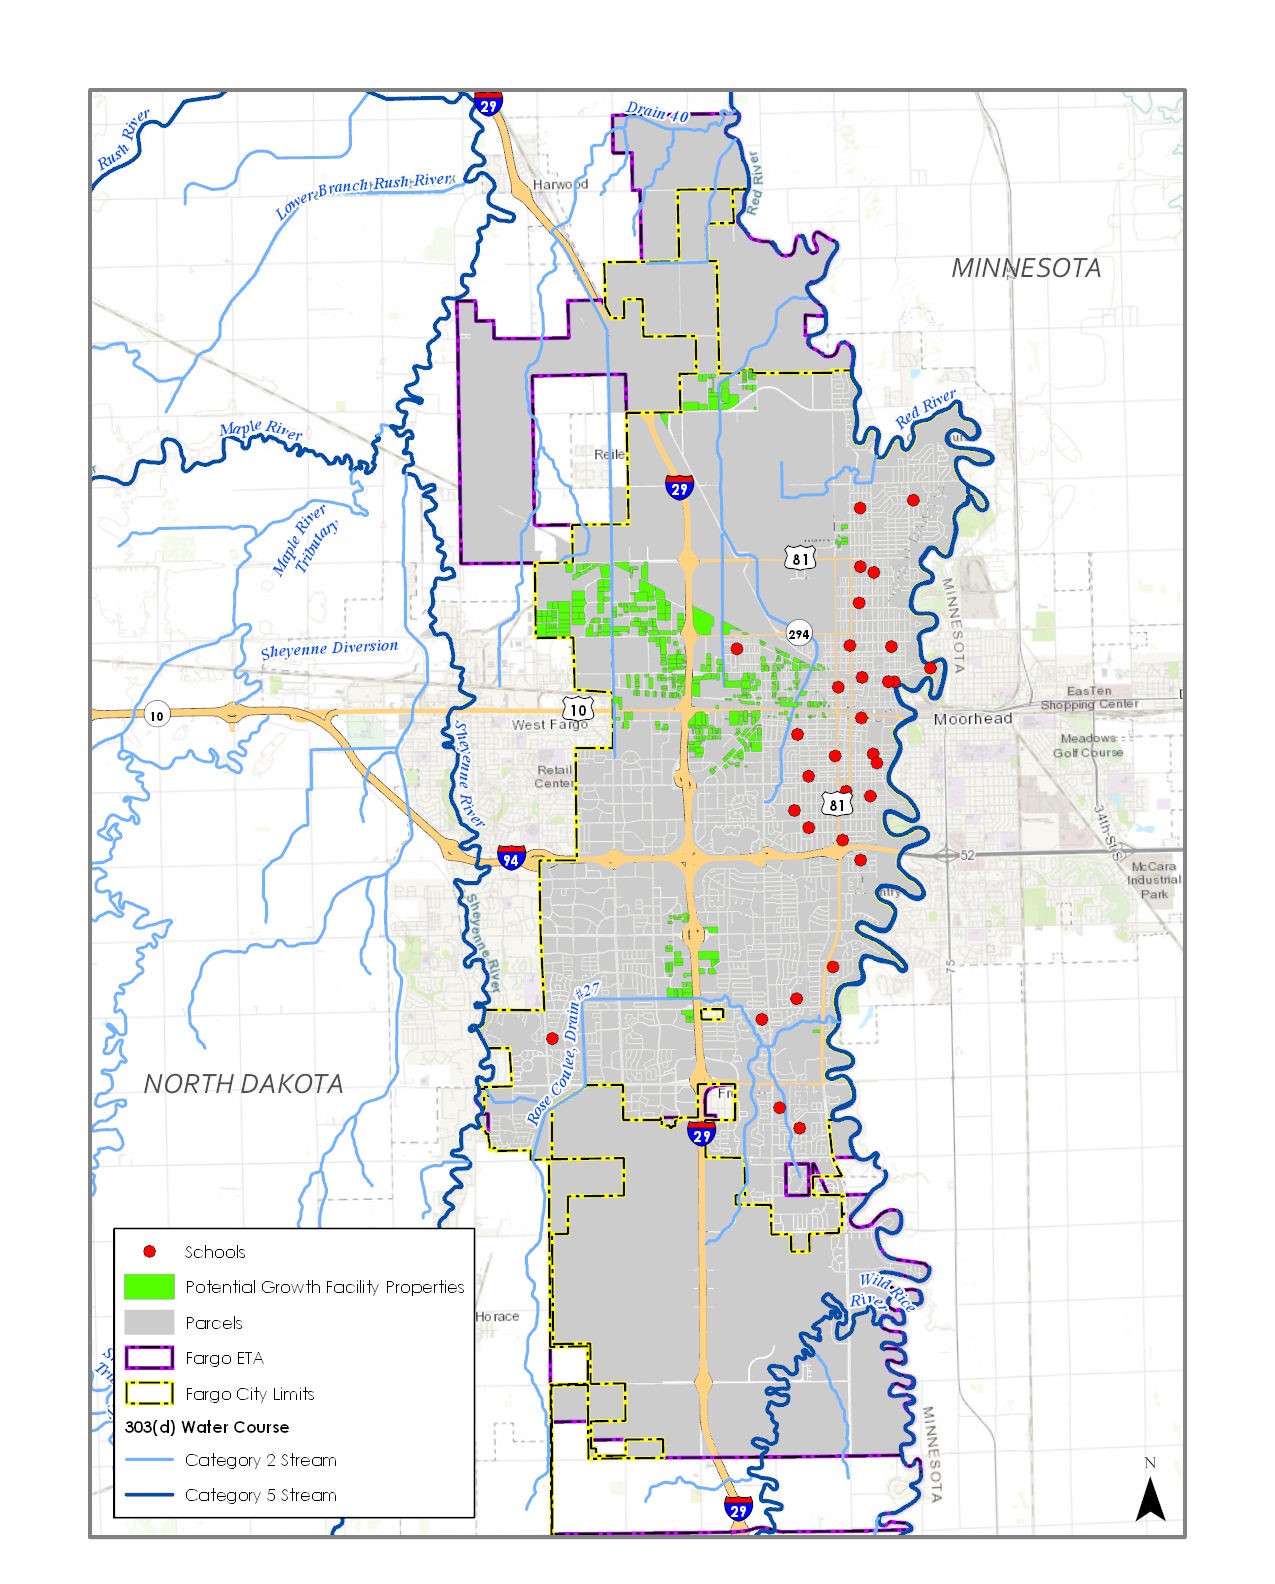 29
Drain 40
Rush River
Lower Branch Rush River
Harwood
Red River
MINNESOTA
Red River
Maple River
Reile
29
Maple River
Tributary
81
MINNESOTA
294
Sheyenne Diversion
EasTen
Shopping Center
10
10
West Fargo
Moorhead
Meadows
Golf Course
Sheyenne River
Retail
Center
81
34th St S
94
52
McCara
Industrial
Park
Sheyenne River
75
Rose Coulee, Drain #27
NORTH DAKOTA
29
Wild Rice
River
Horace
MINNESOTA
29
Schools
Potential Growth Facility Properties
Parcels
Fargo ETA
Fargo City Limits
303(d) Water Course
Category 2 Stream
Category 5 Stream
N